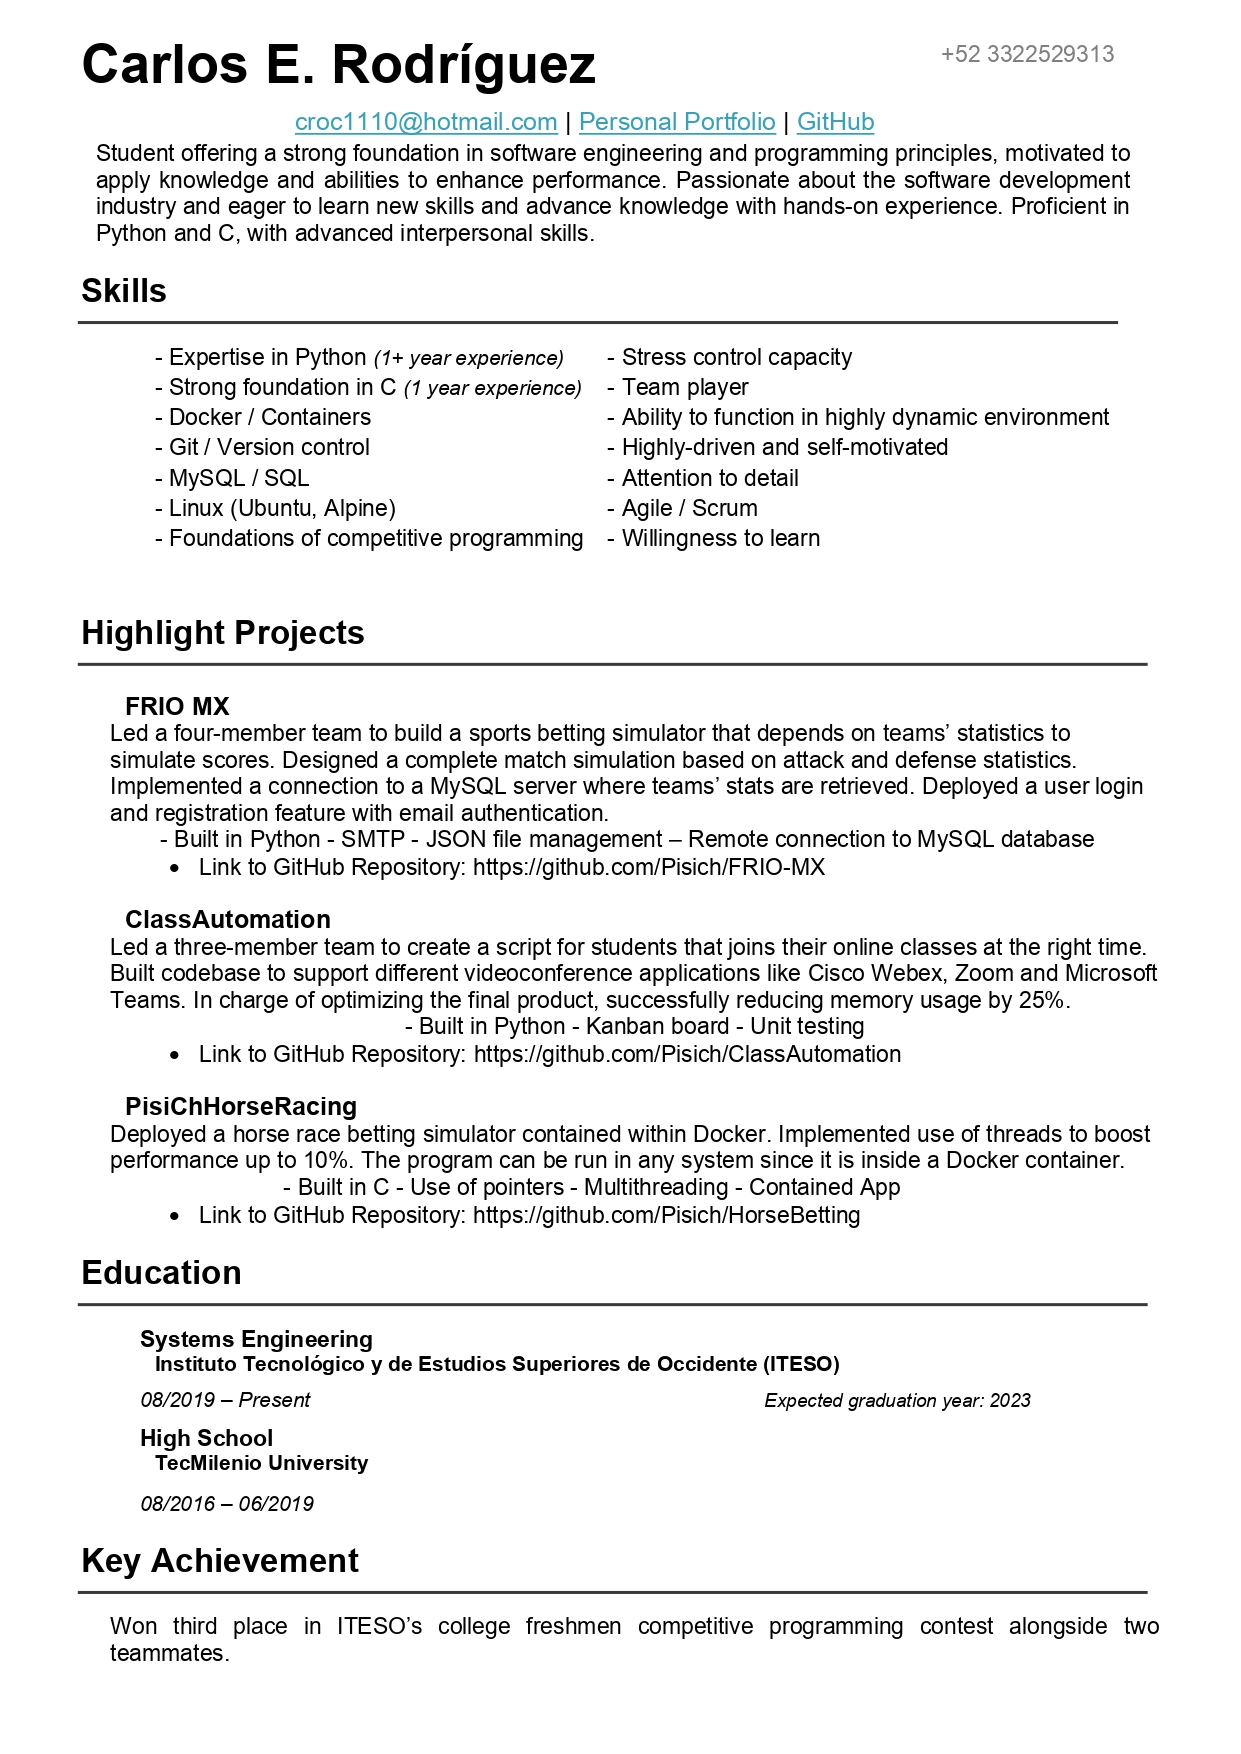 Carlos E. Rodríguez
+52 3322529313
croc1110@hotmail.com | Personal Portfolio | GitHub
Student offering a strong foundation in software engineering and programming principles, motivated to
apply knowledge and abilities to enhance performance. Passionate about the software development
industry and eager to learn new skills and advance knowledge with hands-on experience. Proficient in
Python and C, with advanced interpersonal skills.
Skills
- Expertise in Python (1+ year experience)
- Strong foundation in C (1 year experience)
- Docker / Containers
- Git / Version control
- MySQL / SQL
- Linux (Ubuntu, Alpine)
- Foundations of competitive programming
- Stress control capacity
- Team player
- Ability to function in highly dynamic environment
- Highly-driven and self-motivated
- Attention to detail
- Agile / Scrum
- Willingness to learn
Highlight Projects
FRIO MX
Led a four-member team to build a sports betting simulator that depends on teams’ statistics to
simulate scores. Designed a complete match simulation based on attack and defense statistics.
Implemented a connection to a MySQL server where teams’ stats are retrieved. Deployed a user login
and registration feature with email authentication.
- Built in Python - SMTP - JSON file management – Remote connection to MySQL database
• Link to GitHub Repository: https://github.com/Pisich/FRIO-MX
ClassAutomation
Led a three-member team to create a script for students that joins their online classes at the right time.
Built codebase to support different videoconference applications like Cisco Webex, Zoom and Microsoft
Teams. In charge of optimizing the final product, successfully reducing memory usage by 25%.
- Built in Python - Kanban board - Unit testing
• Link to GitHub Repository: https://github.com/Pisich/ClassAutomation
PisiChHorseRacing
Deployed a horse race betting simulator contained within Docker. Implemented use of threads to boost
performance up to 10%. The program can be run in any system since it is inside a Docker container.
- Built in C - Use of pointers - Multithreading - Contained App
• Link to GitHub Repository: https://github.com/Pisich/HorseBetting
Education
Systems Engineering
Instituto Tecnológico y de Estudios Superiores de Occidente (ITESO)
08/2019 – Present
Expected graduation year: 2023
High School
TecMilenio University
08/2016 – 06/2019
Key Achievement
Won third place in ITESO’s college freshmen competitive programming contest alongside two
teammates.